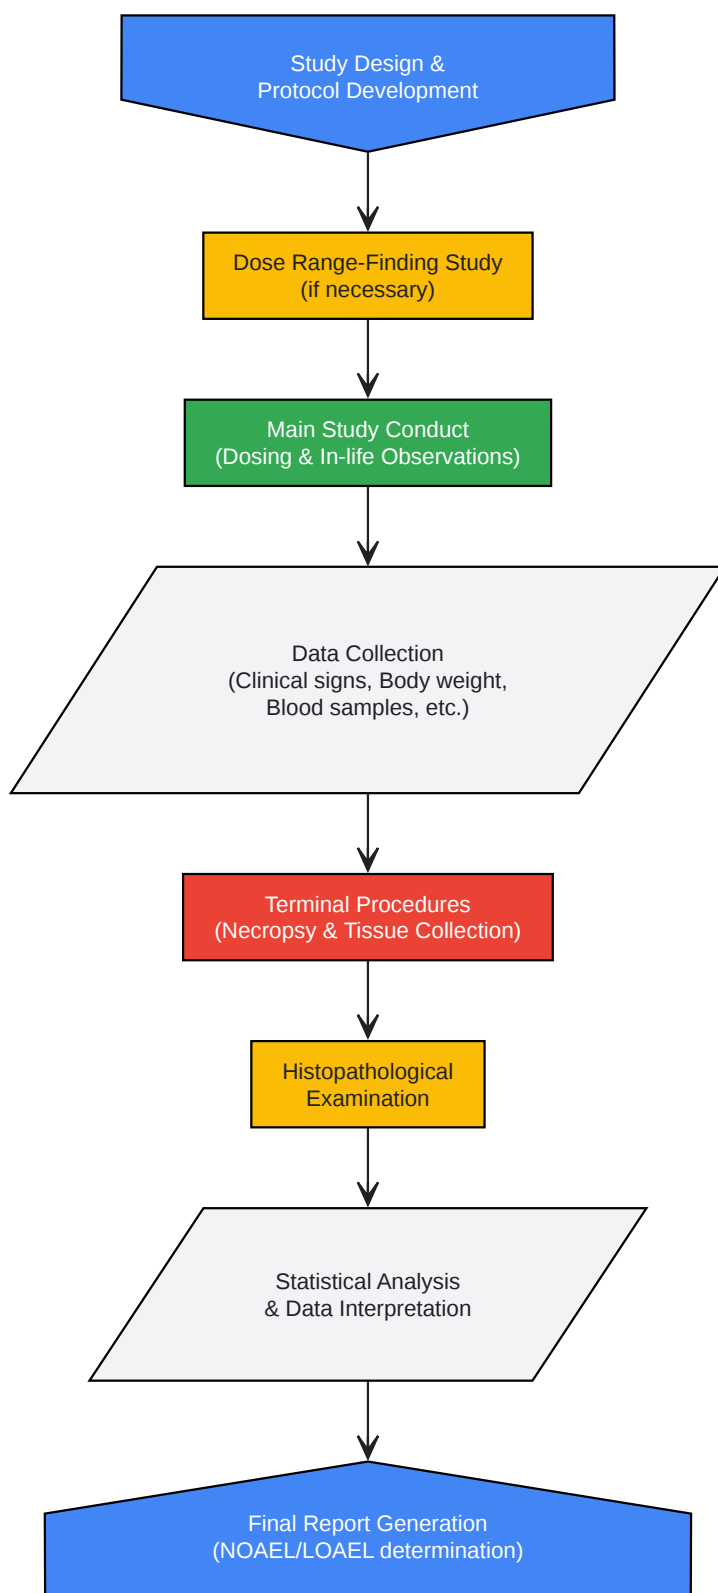 Study Design &
Protocol Development
Dose Range-Finding Study
(if necessary)
Main Study Conduct
(Dosing & In-life Observations)
Data Collection
(Clinical signs, Body weight,
Blood samples, etc.)
Terminal Procedures
(Necropsy & Tissue Collection)
Histopathological
Examination
Statistical Analysis
& Data Interpretation
Final Report Generation
(NOAEL/LOAEL determination)